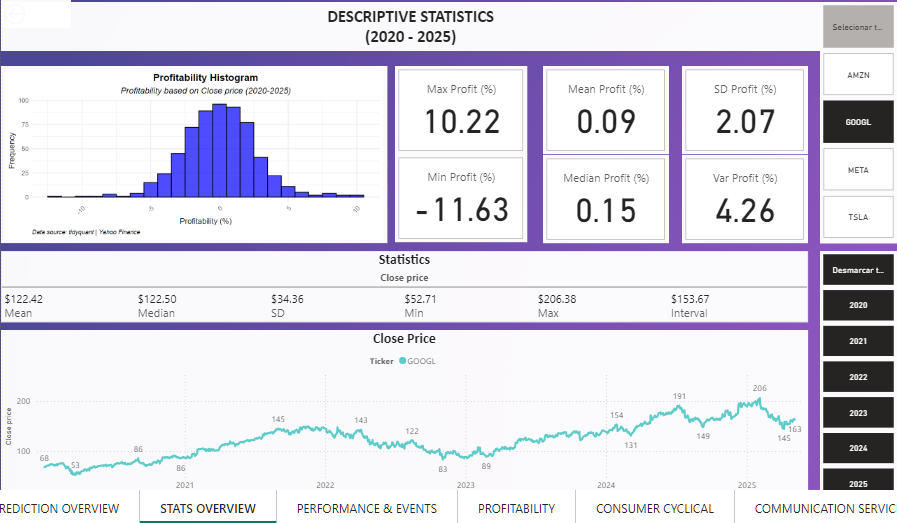 DESCRIPTIVE STATISTICS
(2020 - 2025)
Selecionar t...
AMZN
GOOGL
META
TSLA
Profitability Histogram
Profitability based on Close price (2020-2025)
Frequency
100
75
50
25
0
-10
-5
0
5
10
Profitability (%)
Data source: tidyquant | Yahoo Finance
Max Profit (%)
10.22
Mean Profit (%)
0.09
SD Profit (%)
2.07
Min Profit (%)
-11.63
Median Profit (%)
0.15
Var Profit (%)
4.26
Statistics
Close price
$122.42 $122.50 $34.36 $52.71 $206.38 $153.67
Mean Median SD Min Max Interval
Desmarcar t...
2020
2021
2022
2023
2024
2025
Close Price
Ticker GOOGL
Close price
200
100
68
53
86
86
145
143
122
83
89
154
131
191
149
206
145
163
2021 2022 2023 2024 2025
REDICTION OVERVIEW STATS OVERVIEW PERFORMANCE & EVENTS PROFITABILITY CONSUMER CYCLICAL COMMUNICATION SERVIC